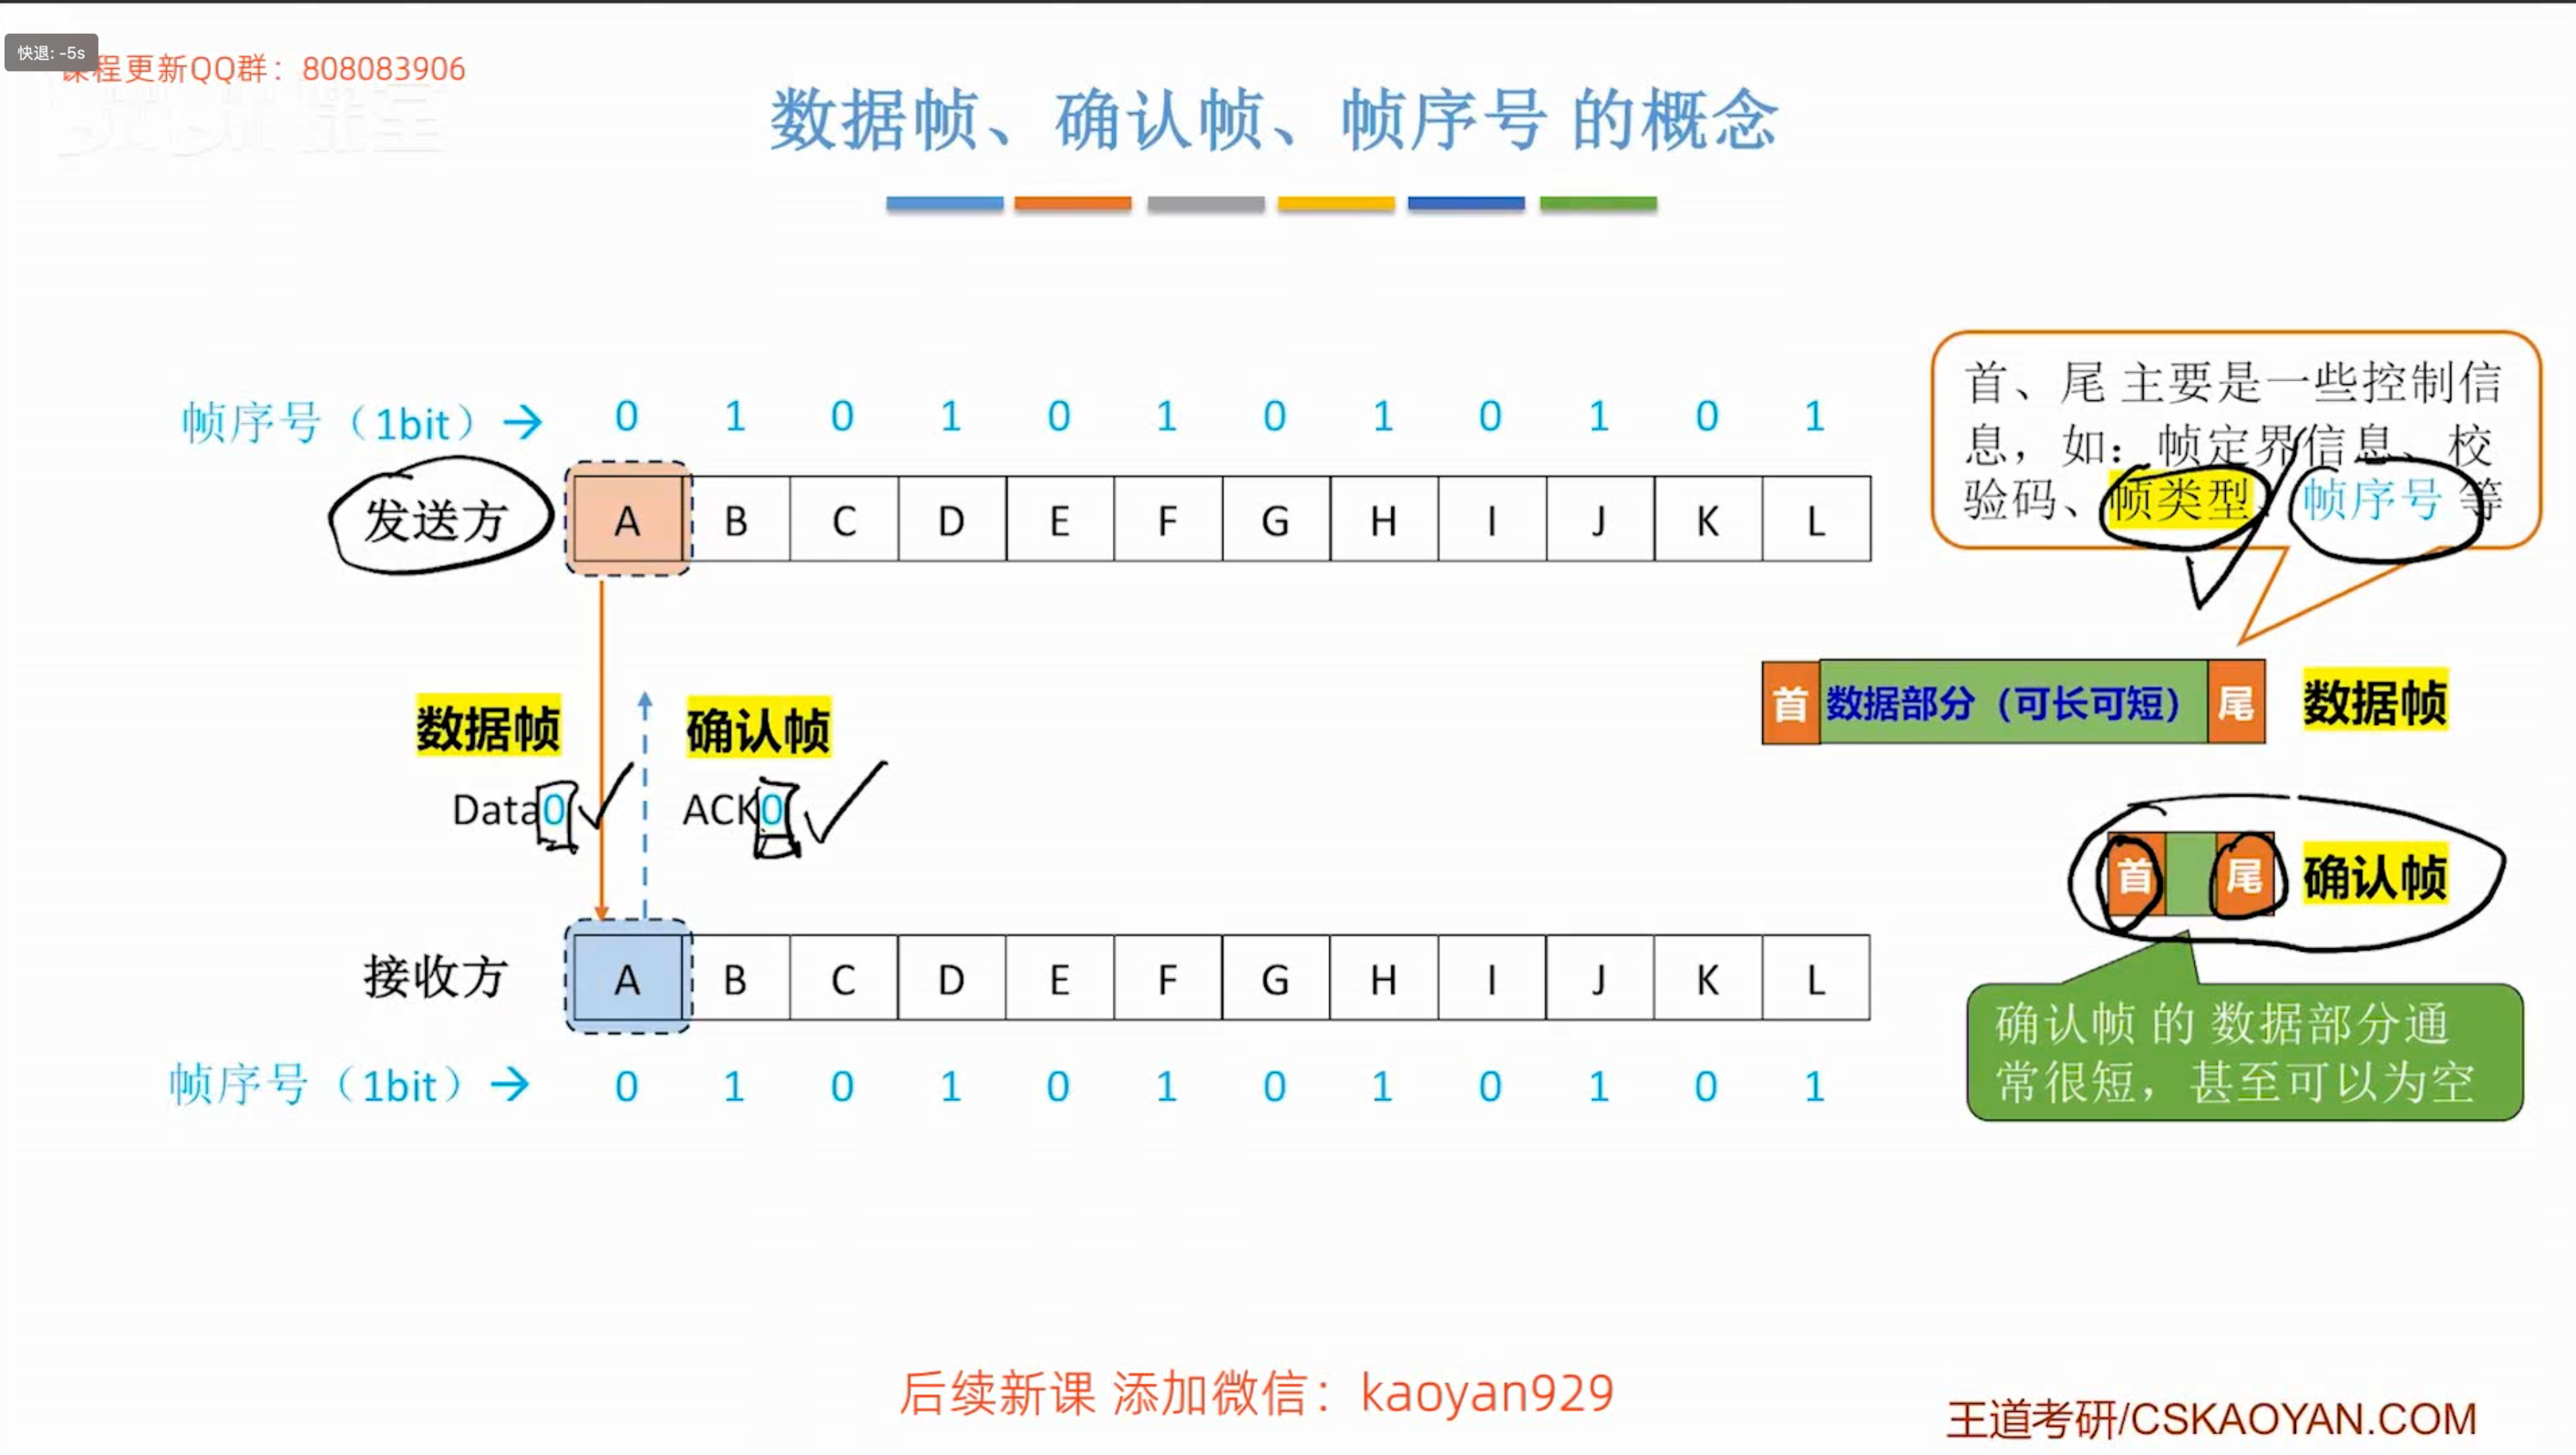 快退: -5s
课程更新QQ群：808083906
数据帧、确认帧、帧序号 的概念
帧序号（1bit）→ 0 1 0 1 0 1 0 1 0 1 0 1
发送方 A B C D E F G H I J K L
首、尾 主要是一些控制信
息，如：帧定界信息、校
验码、帧类型、帧序号 等
首 数据部分（可长可短） 尾 数据帧
数据帧 确认帧
Data0 ACK0
首 尾 确认帧
接收方 A B C D E F G H I J K L
确认帧 的 数据部分通
常很短，甚至可以为空
帧序号（1bit）→ 0 1 0 1 0 1 0 1 0 1 0 1
后续新课 添加微信：kaoyan929
王道考研/CSKAOYAN.COM